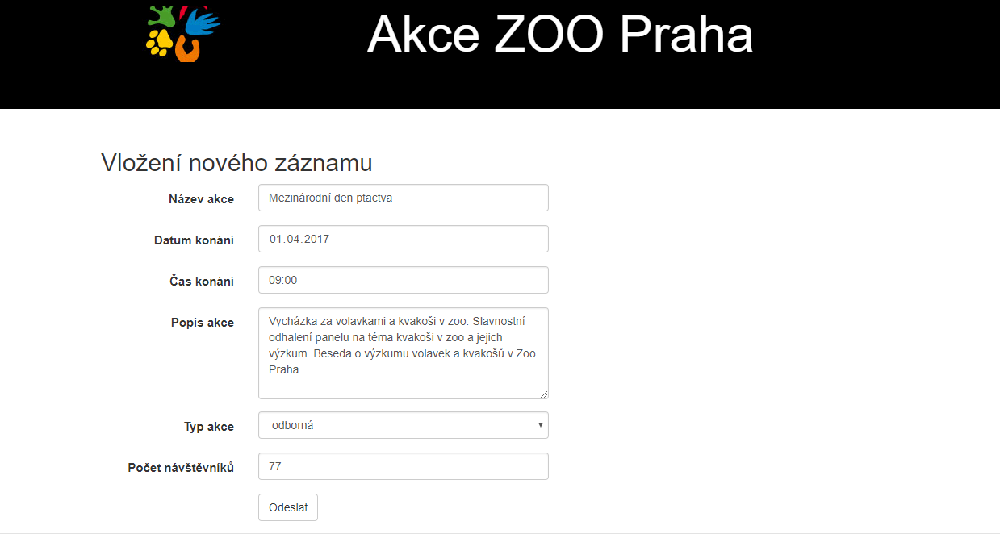 Akce ZOO Praha
Vložení nového záznamu
Název akce
Mezinárodní den ptactva
Datum konání
01.04.2017
Čas konání
09:00
Popis akce
Vycházka za volavkami a kvakoši v zoo. Slavnostní
odhalení panelu na téma kvakoši v zoo a jejich
výzkum. Beseda o výzkumu volavek a kvakošů v Zoo
Praha.
Typ akce
odborná
Počet návštěvníků
77
Odeslat